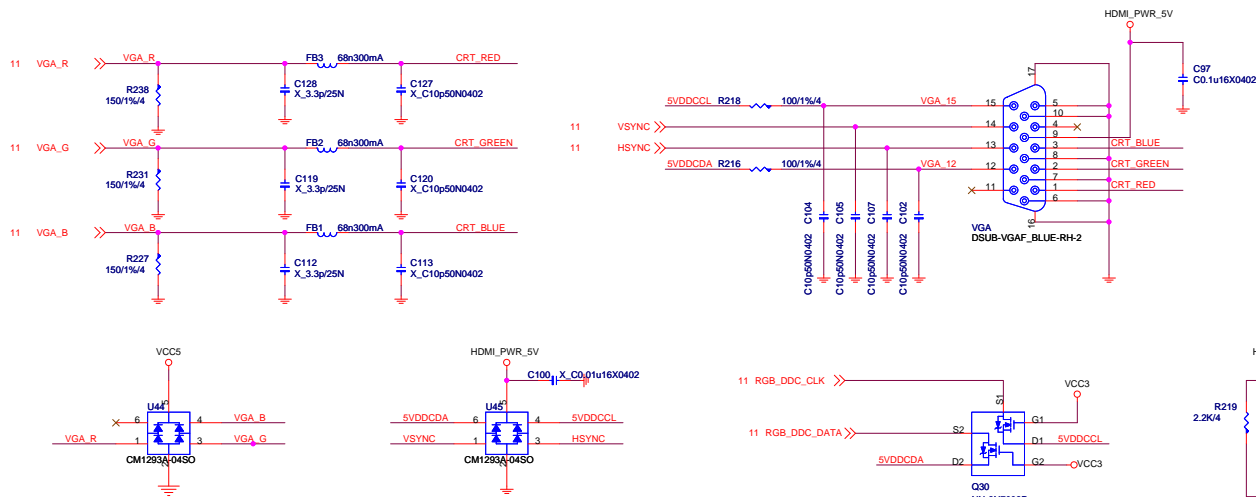 HDMI_PWR_5V
11 VGA_R VGA_R FB3 68n300mA CRT_RED
R238
150/1%/4
C128
X_3.3p/25N
C127
X_C10p50N0402
11 VGA_G VGA_G FB2 68n300mA CRT_GREEN
R231
150/1%/4
C119
X_3.3p/25N
C120
X_C10p50N0402
11 VGA_B VGA_B FB1 68n300mA CRT_BLUE
R227
150/1%/4
C112
X_3.3p/25N
C113
X_C10p50N0402
C97
C0.1u16X0402
17
5VDDCCL R218 100/1%/4 VGA_15 15 5
10
11 VSYNC 14 4
9
11 HSYNC 13 3 CRT_BLUE
8
5VDDCDA R216 100/1%/4 VGA_12 12 2 CRT_GREEN
7
11 1 CRT_RED
6
16
VGA
DSUB-VGAF_BLUE-RH-2
C104
C10p50N0402
C105
C10p50N0402
C107
C10p50N0402
C102
C10p50N0402
VCC5
U44
5
6 4 VGA_B
VGA_R 1 3 VGA_G
2
CM1293A-04SO
HDMI_PWR_5V
C100 X_C0.01u16X0402
U45
5
5VDDCDA 6 4 5VDDCCL
VSYNC 1 3 HSYNC
2
CM1293A-04SO
11 RGB_DDC_CLK
S1
VCC3
G1
11 RGB_DDC_DATA S2
D1 5VDDCCL
5VDDCDA D2 G2 VCC3
Q30
R219
2.2K/4